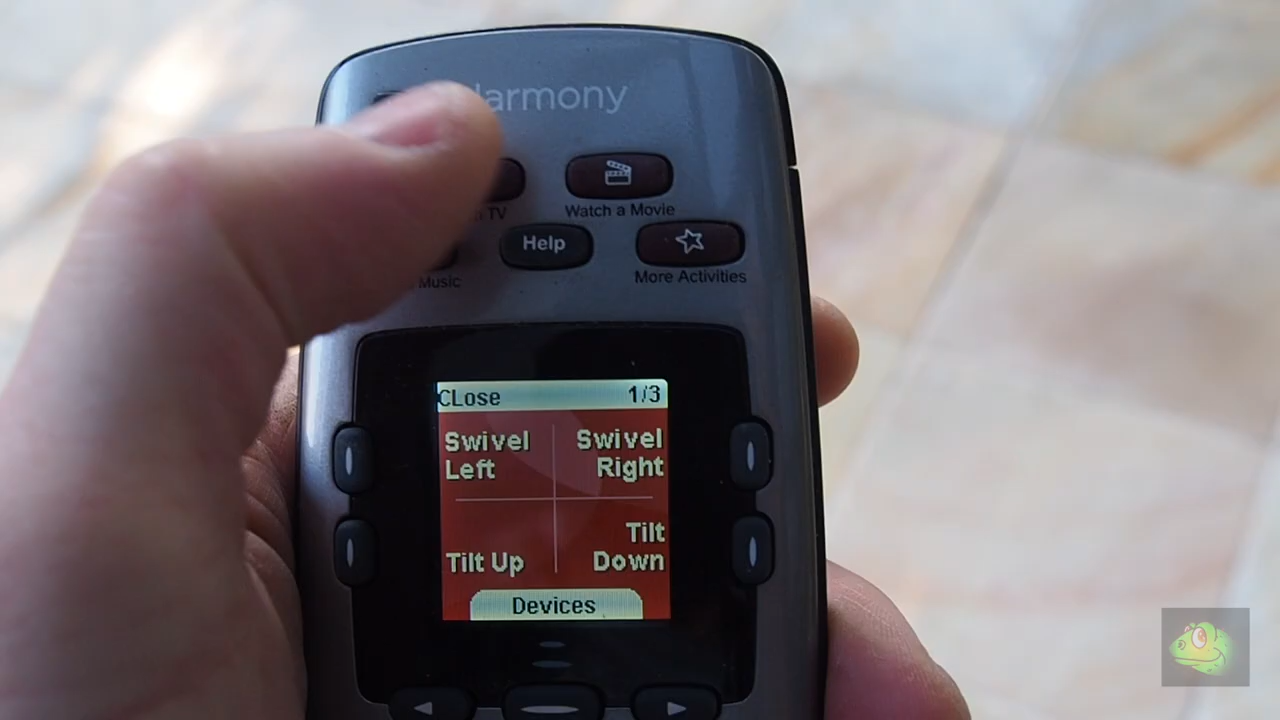 armony
TV
Watch a Movie
Help
Music
More Activities
CLose 1/3
Swivel Left
Swivel Right
Tilt Up
Tilt Down
Devices